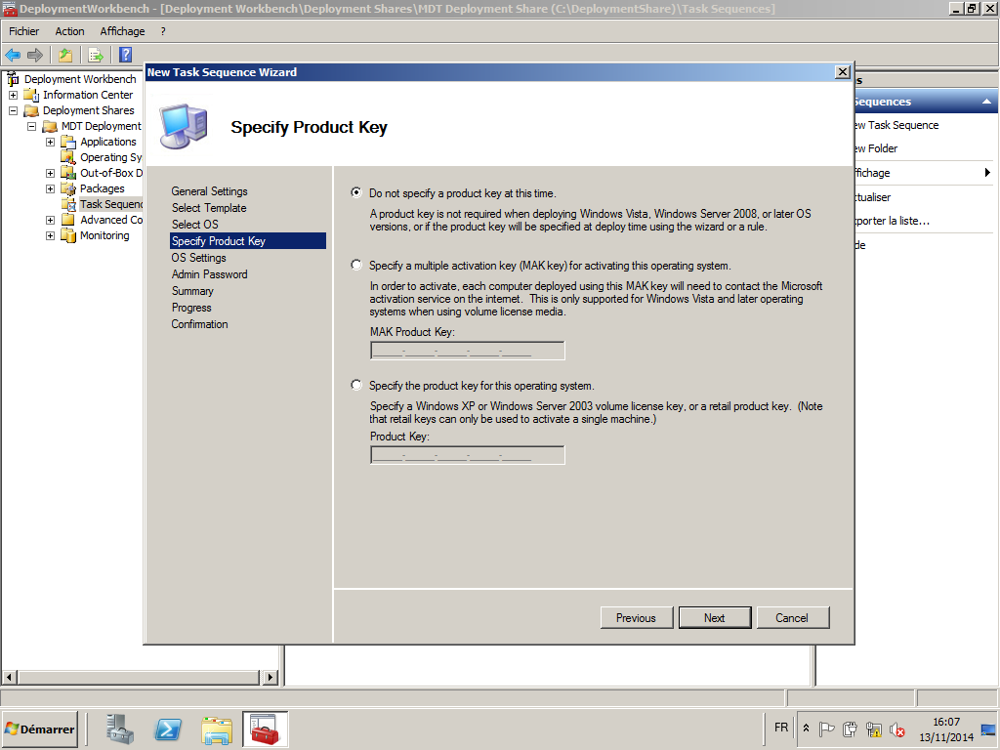 DeploymentWorkbench - [Deployment Workbench\Deployment Shares\MDT Deployment Share (C:\DeploymentShare)\Task Sequences]
Fichier Action Affichage ?
Deployment Workbench
Information Center
Deployment Shares
MDT Deployment
Applications
Operating Sy
Out-of-Box D
Packages
Task Sequenc
Advanced Co
Monitoring
New Task Sequence Wizard
Specify Product Key
General Settings
Select Template
Select OS
Specify Product Key
OS Settings
Admin Password
Summary
Progress
Confirmation
Do not specify a product key at this time.
A product key is not required when deploying Windows Vista, Windows Server 2008, or later OS
versions, or if the product key will be specified at deploy time using the wizard or a rule.
Specify a multiple activation key (MAK key) for activating this operating system.
In order to activate, each computer deployed using this MAK key will need to contact the Microsoft
activation service on the internet. This is only supported for Windows Vista and later operating
systems when using volume license media.
MAK Product Key:
_____-_____-_____-_____-_____
Specify the product key for this operating system.
Specify a Windows XP or Windows Server 2003 volume license key, or a retail product key. (Note
that retail keys can only be used to activate a single machine.)
Product Key:
_____-_____-_____-_____-_____
Previous Next Cancel
s
Sequences
ew Task Sequence
ew Folder
ffichage
ctualiser
xporter la liste...
de
Démarrer
FR
16:07
13/11/2014